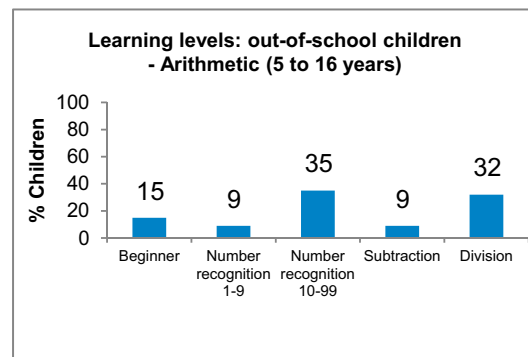 Learning levels: out-of-school children
- Arithmetic (5 to 16 years)
% Children
100
80
60
40
20
0
15
9
35
9
32
Beginner
Number
recognition
1-9
Number
recognition
10-99
Subtraction
Division